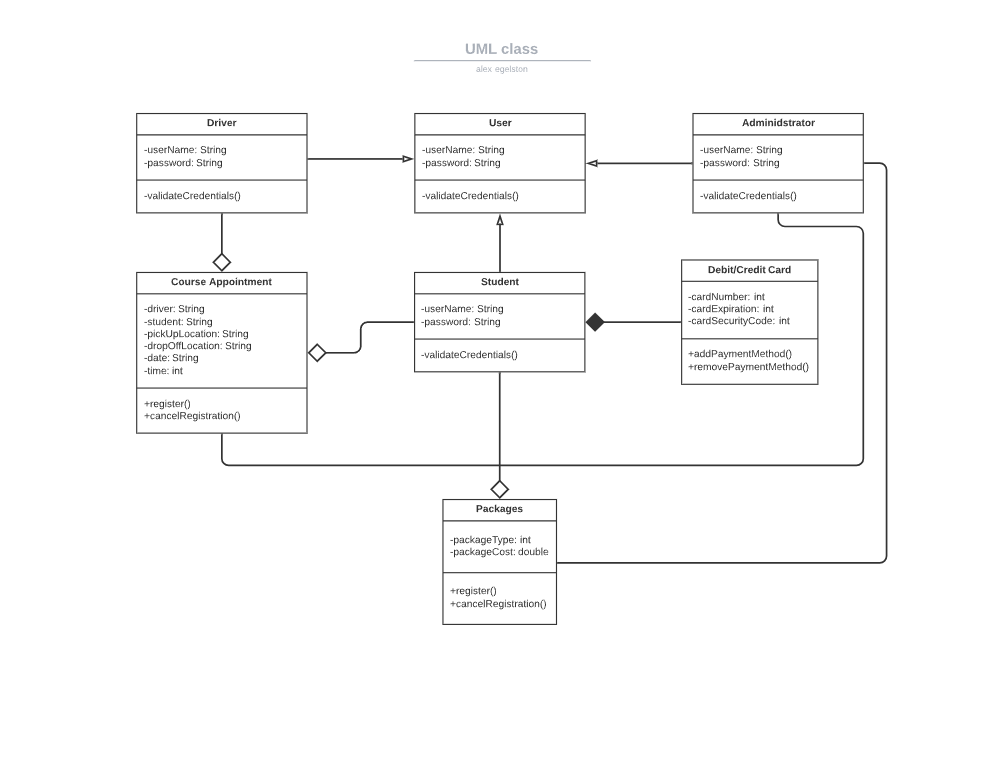 UML class
alex egelston
Driver
-userName: String
-password: String
-validateCredentials()
User
-userName: String
-password: String
-validateCredentials()
Adminidstrator
-userName: String
-password: String
-validateCredentials()
Course Appointment
-driver: String
-student: String
-pickUpLocation: String
-dropOffLocation: String
-date: String
-time: int
+register()
+cancelRegistration()
Student
-userName: String
-password: String
-validateCredentials()
Debit/Credit Card
-cardNumber: int
-cardExpiration: int
-cardSecurityCode: int
+addPaymentMethod()
+removePaymentMethod()
Packages
-packageType: int
-packageCost: double
+register()
+cancelRegistration()